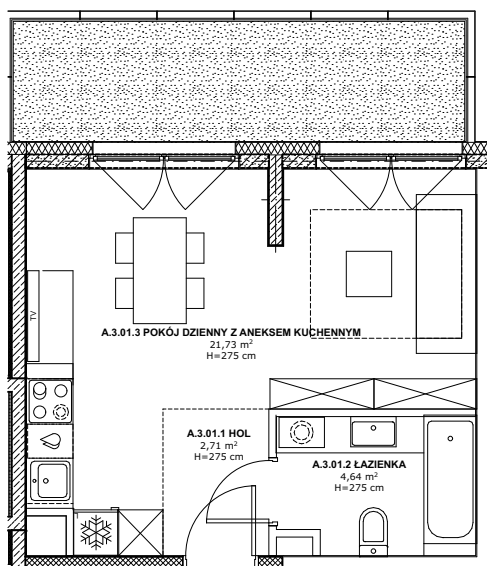 TV
A.3.01.3 POKÓJ DZIENNY Z ANEKSEM KUCHENNYM
21,73 m²
H=275 cm
A.3.01.1 HOL
2,71 m²
H=275 cm
A.3.01.2 ŁAZIENKA
4,64 m²
H=275 cm